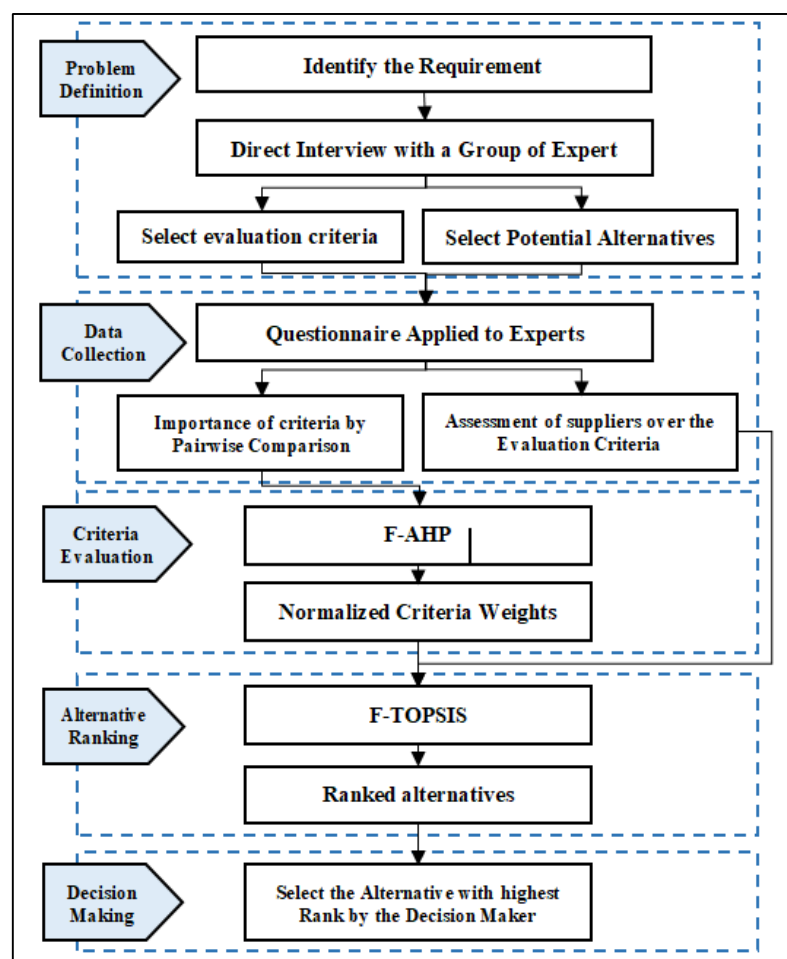 Problem
Definition
Identify the Requirement
Direct Interview with a Group of Expert
Select evaluation criteria
Select Potential Alternatives
Data
Collection
Questionnaire Applied to Experts
Importance of criteria by
Pairwise Comparison
Assessment of suppliers over the
Evaluation Criteria
Criteria
Evaluation
F-AHP
Normalized Criteria Weights
Alternative
Ranking
F-TOPSIS
Ranked alternatives
Decision
Making
Select the Alternative with highest
Rank by the Decision Maker